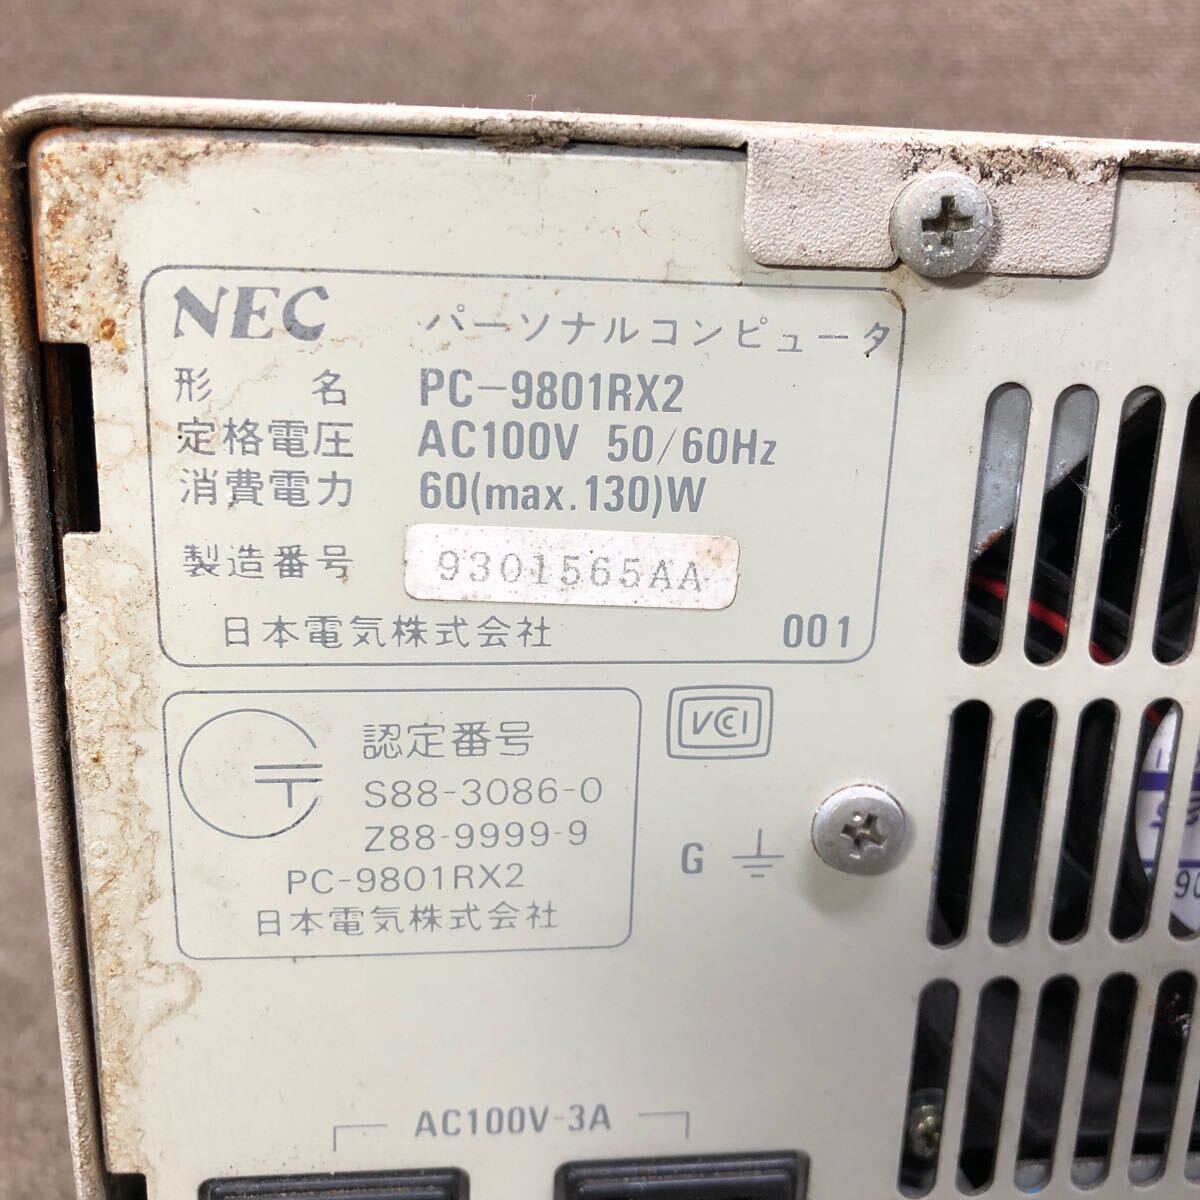 NEC パーソナルコンピュータ
形名 PC-9801RX2
定格電圧 AC100V 50/60Hz
消費電力 60(max.130)W
製造番号 9301565AA
日本電気株式会社 001
認定番号
S88-3086-0
Z88-9999-9
PC-9801RX2
日本電気株式会社
VCCI
G
AC100V-3A